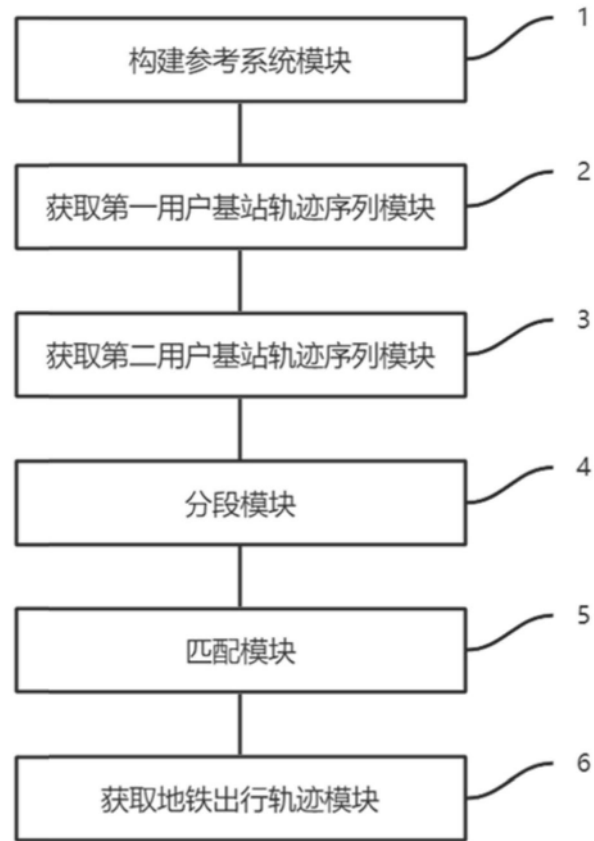 构建参考系统模块
1
获取第一用户基站轨迹序列模块
2
获取第二用户基站轨迹序列模块
3
分段模块
4
匹配模块
5
获取地铁出行轨迹模块
6